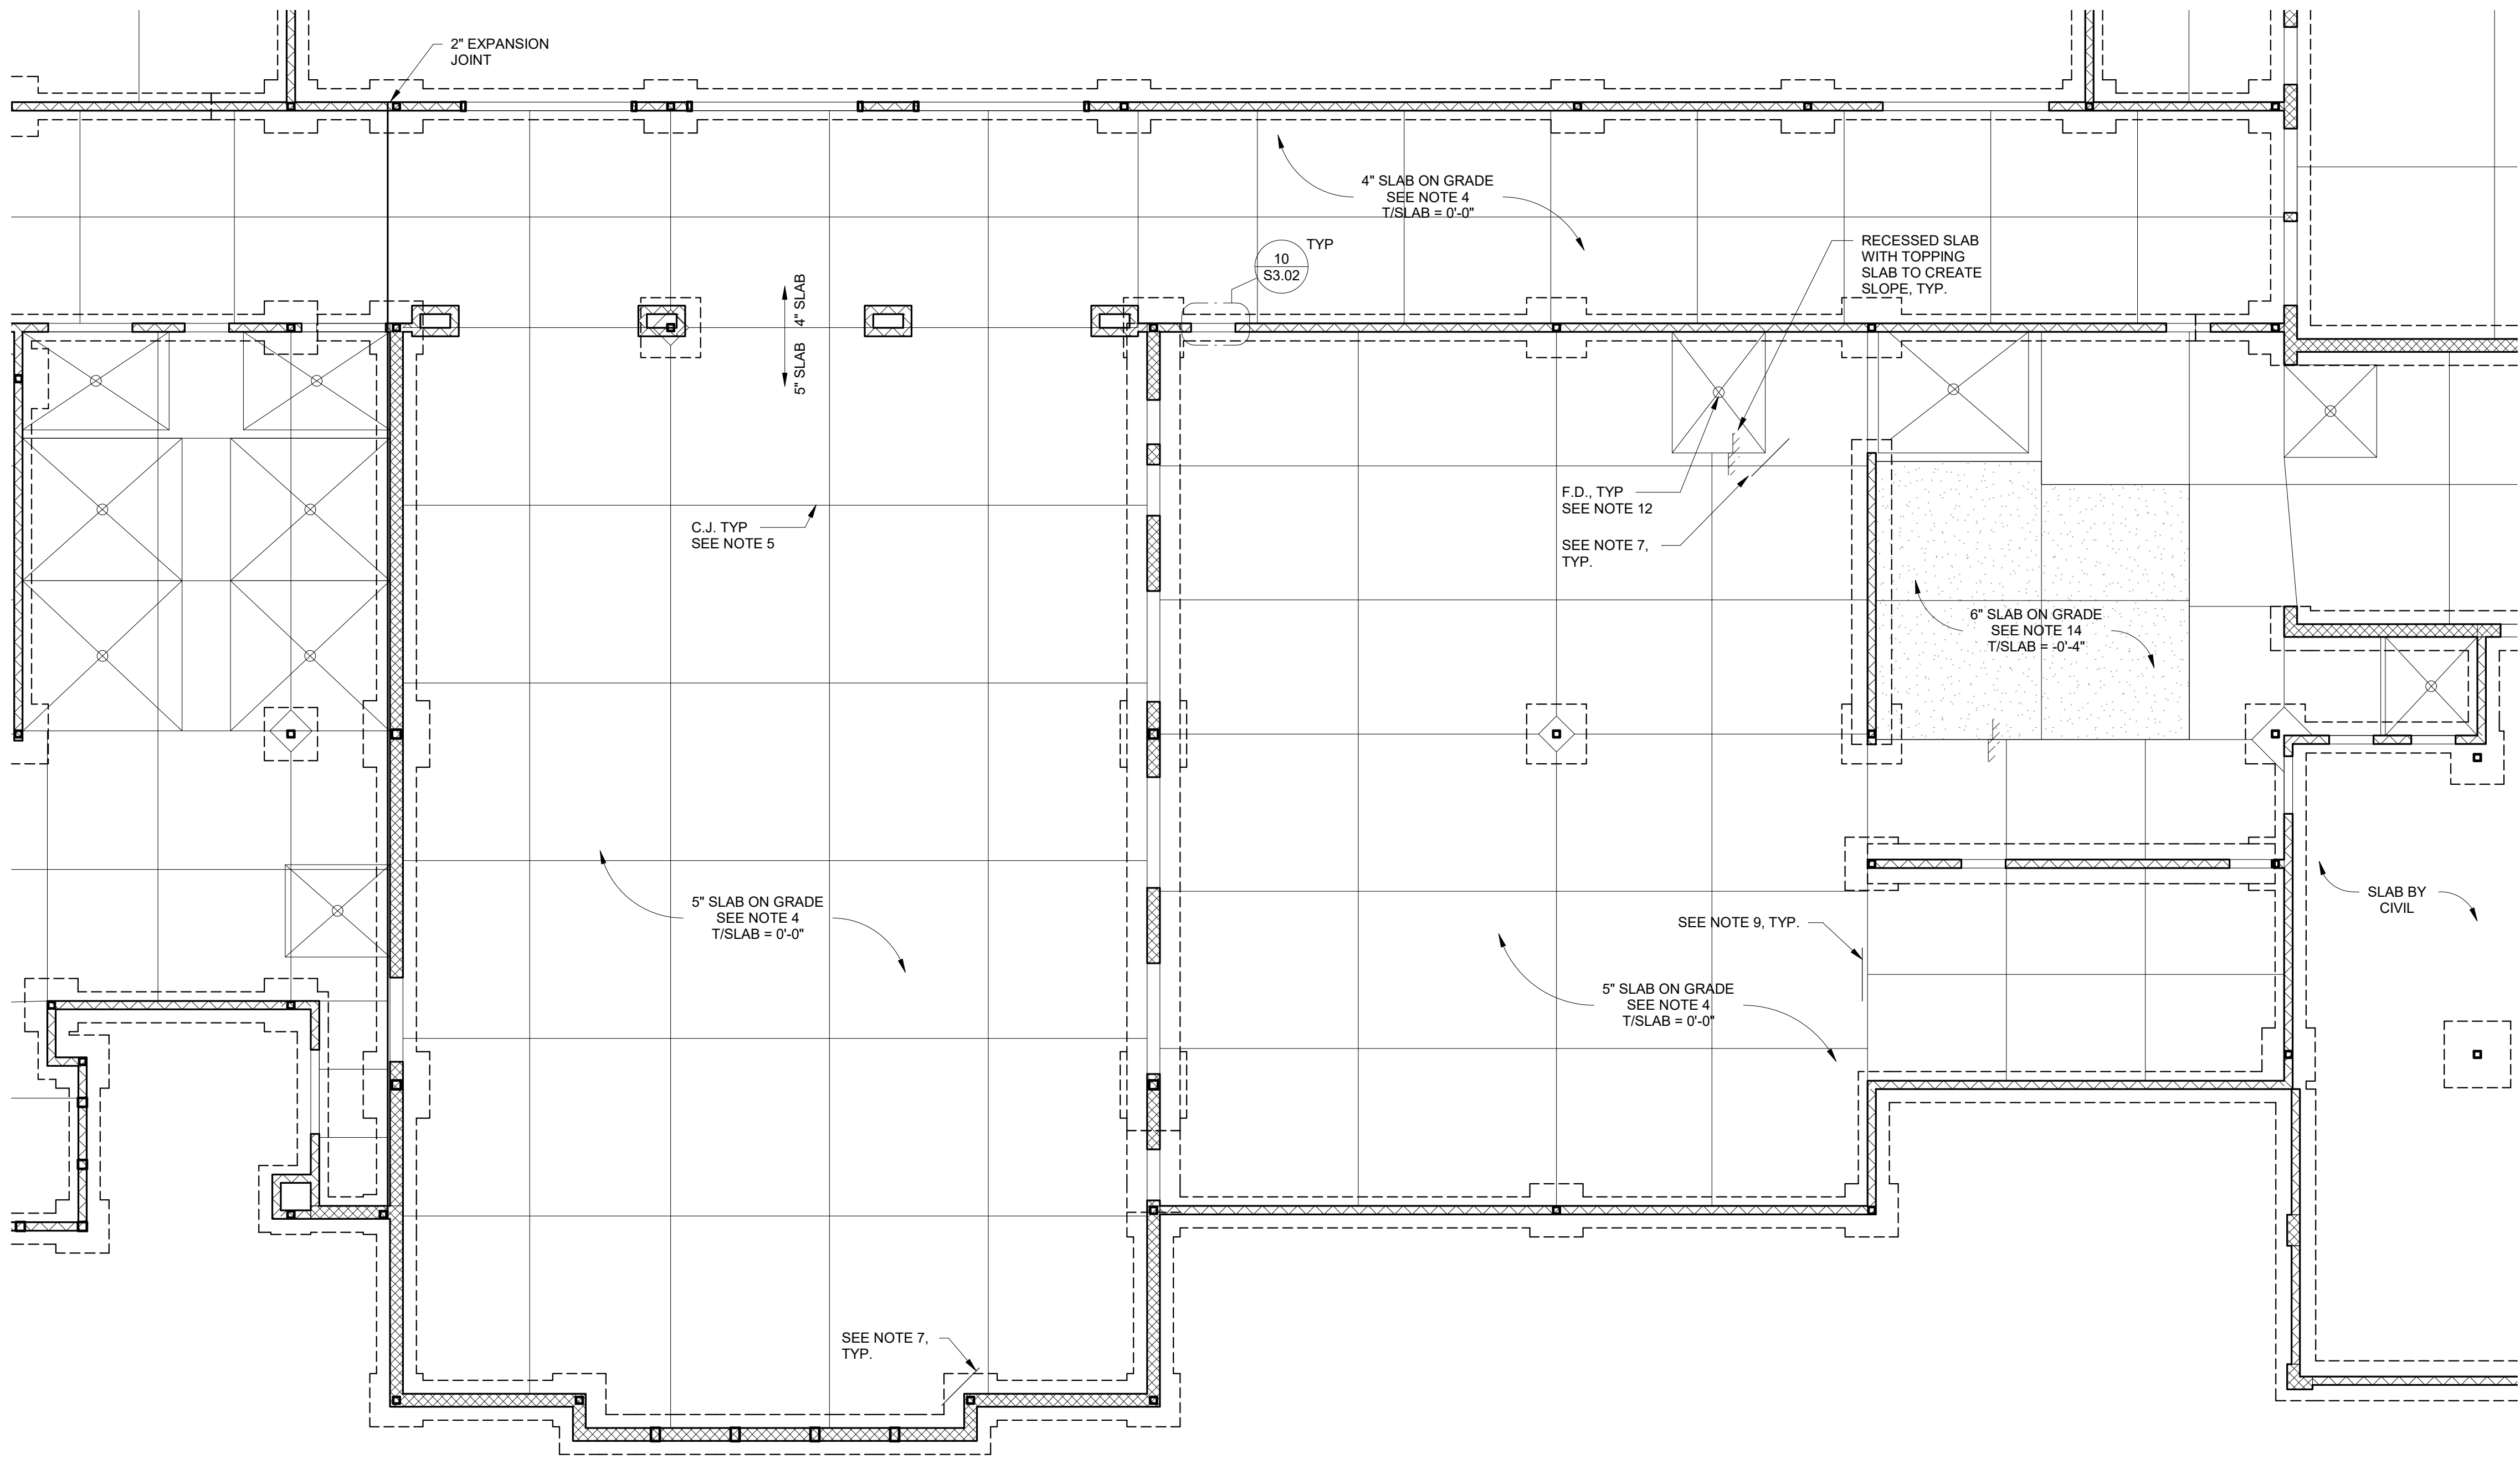 2" EXPANSION
JOINT
4" SLAB ON GRADE
SEE NOTE 4
T/SLAB = 0'-0"
TYP
10
S3.02
RECESSED SLAB
WITH TOPPING
SLAB TO CREATE
SLOPE, TYP.
4" SLAB
5" SLAB
F.D., TYP
SEE NOTE 12
C.J. TYP
SEE NOTE 5
SEE NOTE 7,
TYP.
6" SLAB ON GRADE
SEE NOTE 14
T/SLAB = -0'-4"
5" SLAB ON GRADE
SEE NOTE 4
T/SLAB = 0'-0"
SEE NOTE 9, TYP.
SLAB BY
CIVIL
5" SLAB ON GRADE
SEE NOTE 4
T/SLAB = 0'-0"
SEE NOTE 7,
TYP.